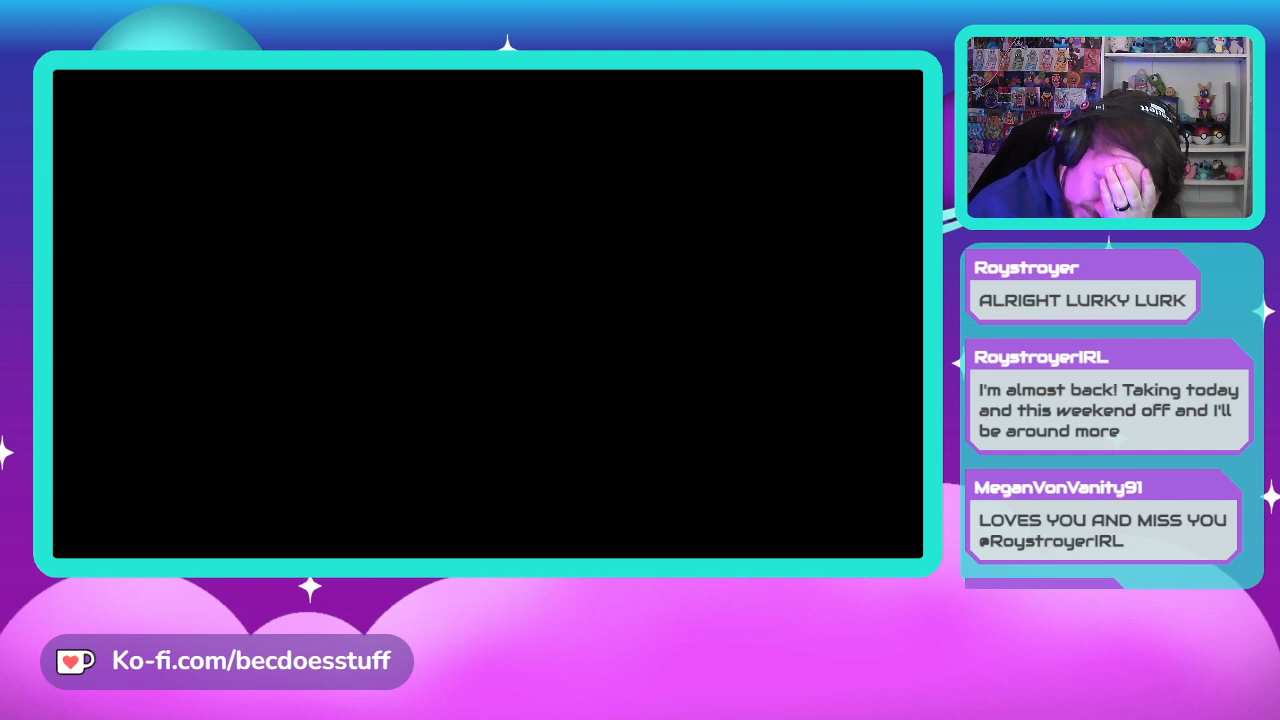 Roystroyer
ALRIGHT LURKY LURK
RoystroyerIRL
I'm almost back! Taking today
and this weekend off and I'll
be around more
MeganVonVanity91
LOVES YOU AND MISS YOU
@RoystroyerIRL
Ko-fi.com/becdoesstuff